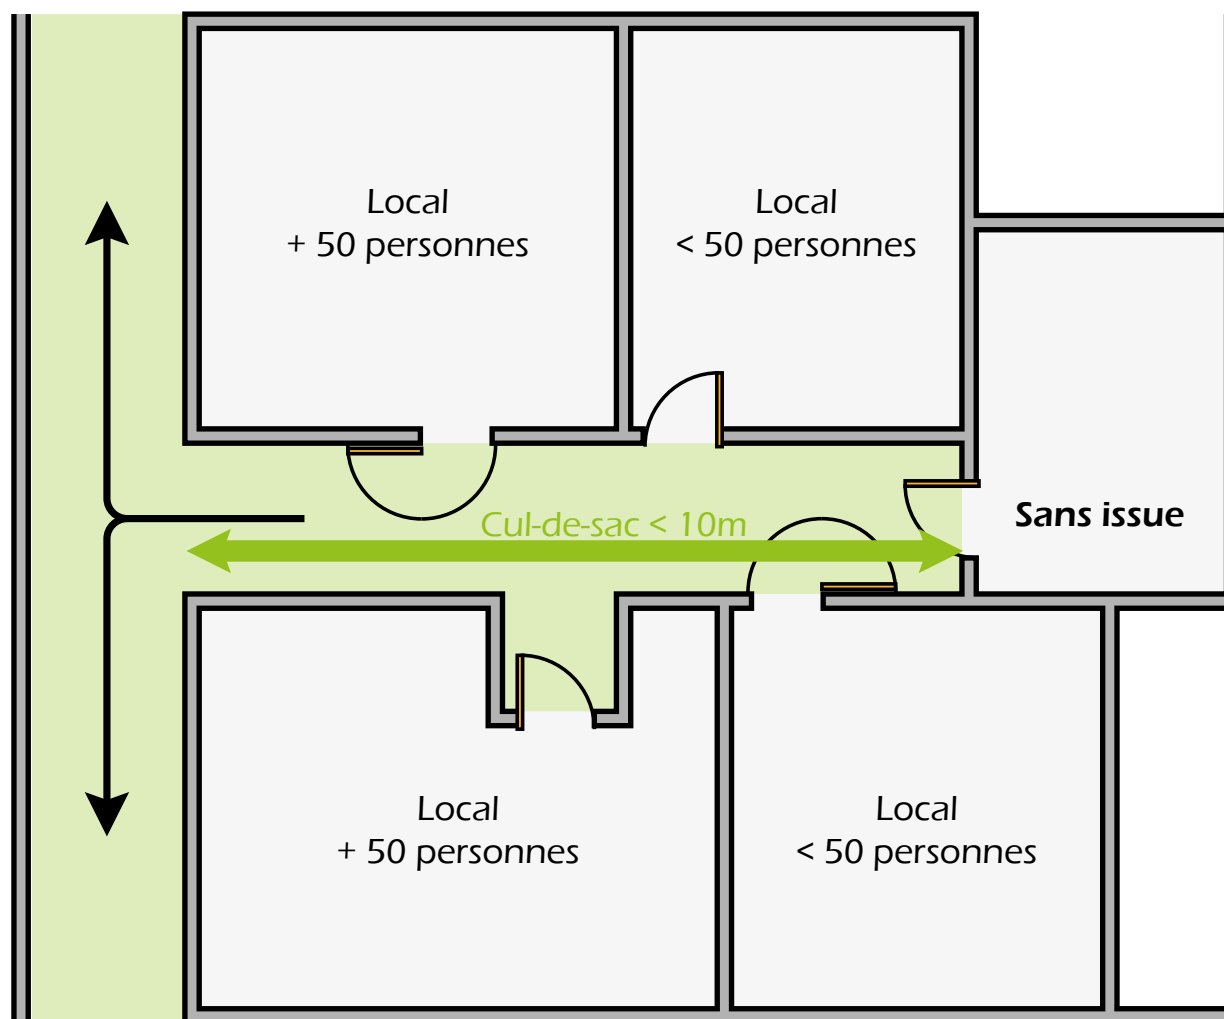 Local
+ 50 personnes
Local
< 50 personnes
Cul-de-sac < 10m
Sans issue
Local
+ 50 personnes
Local
< 50 personnes